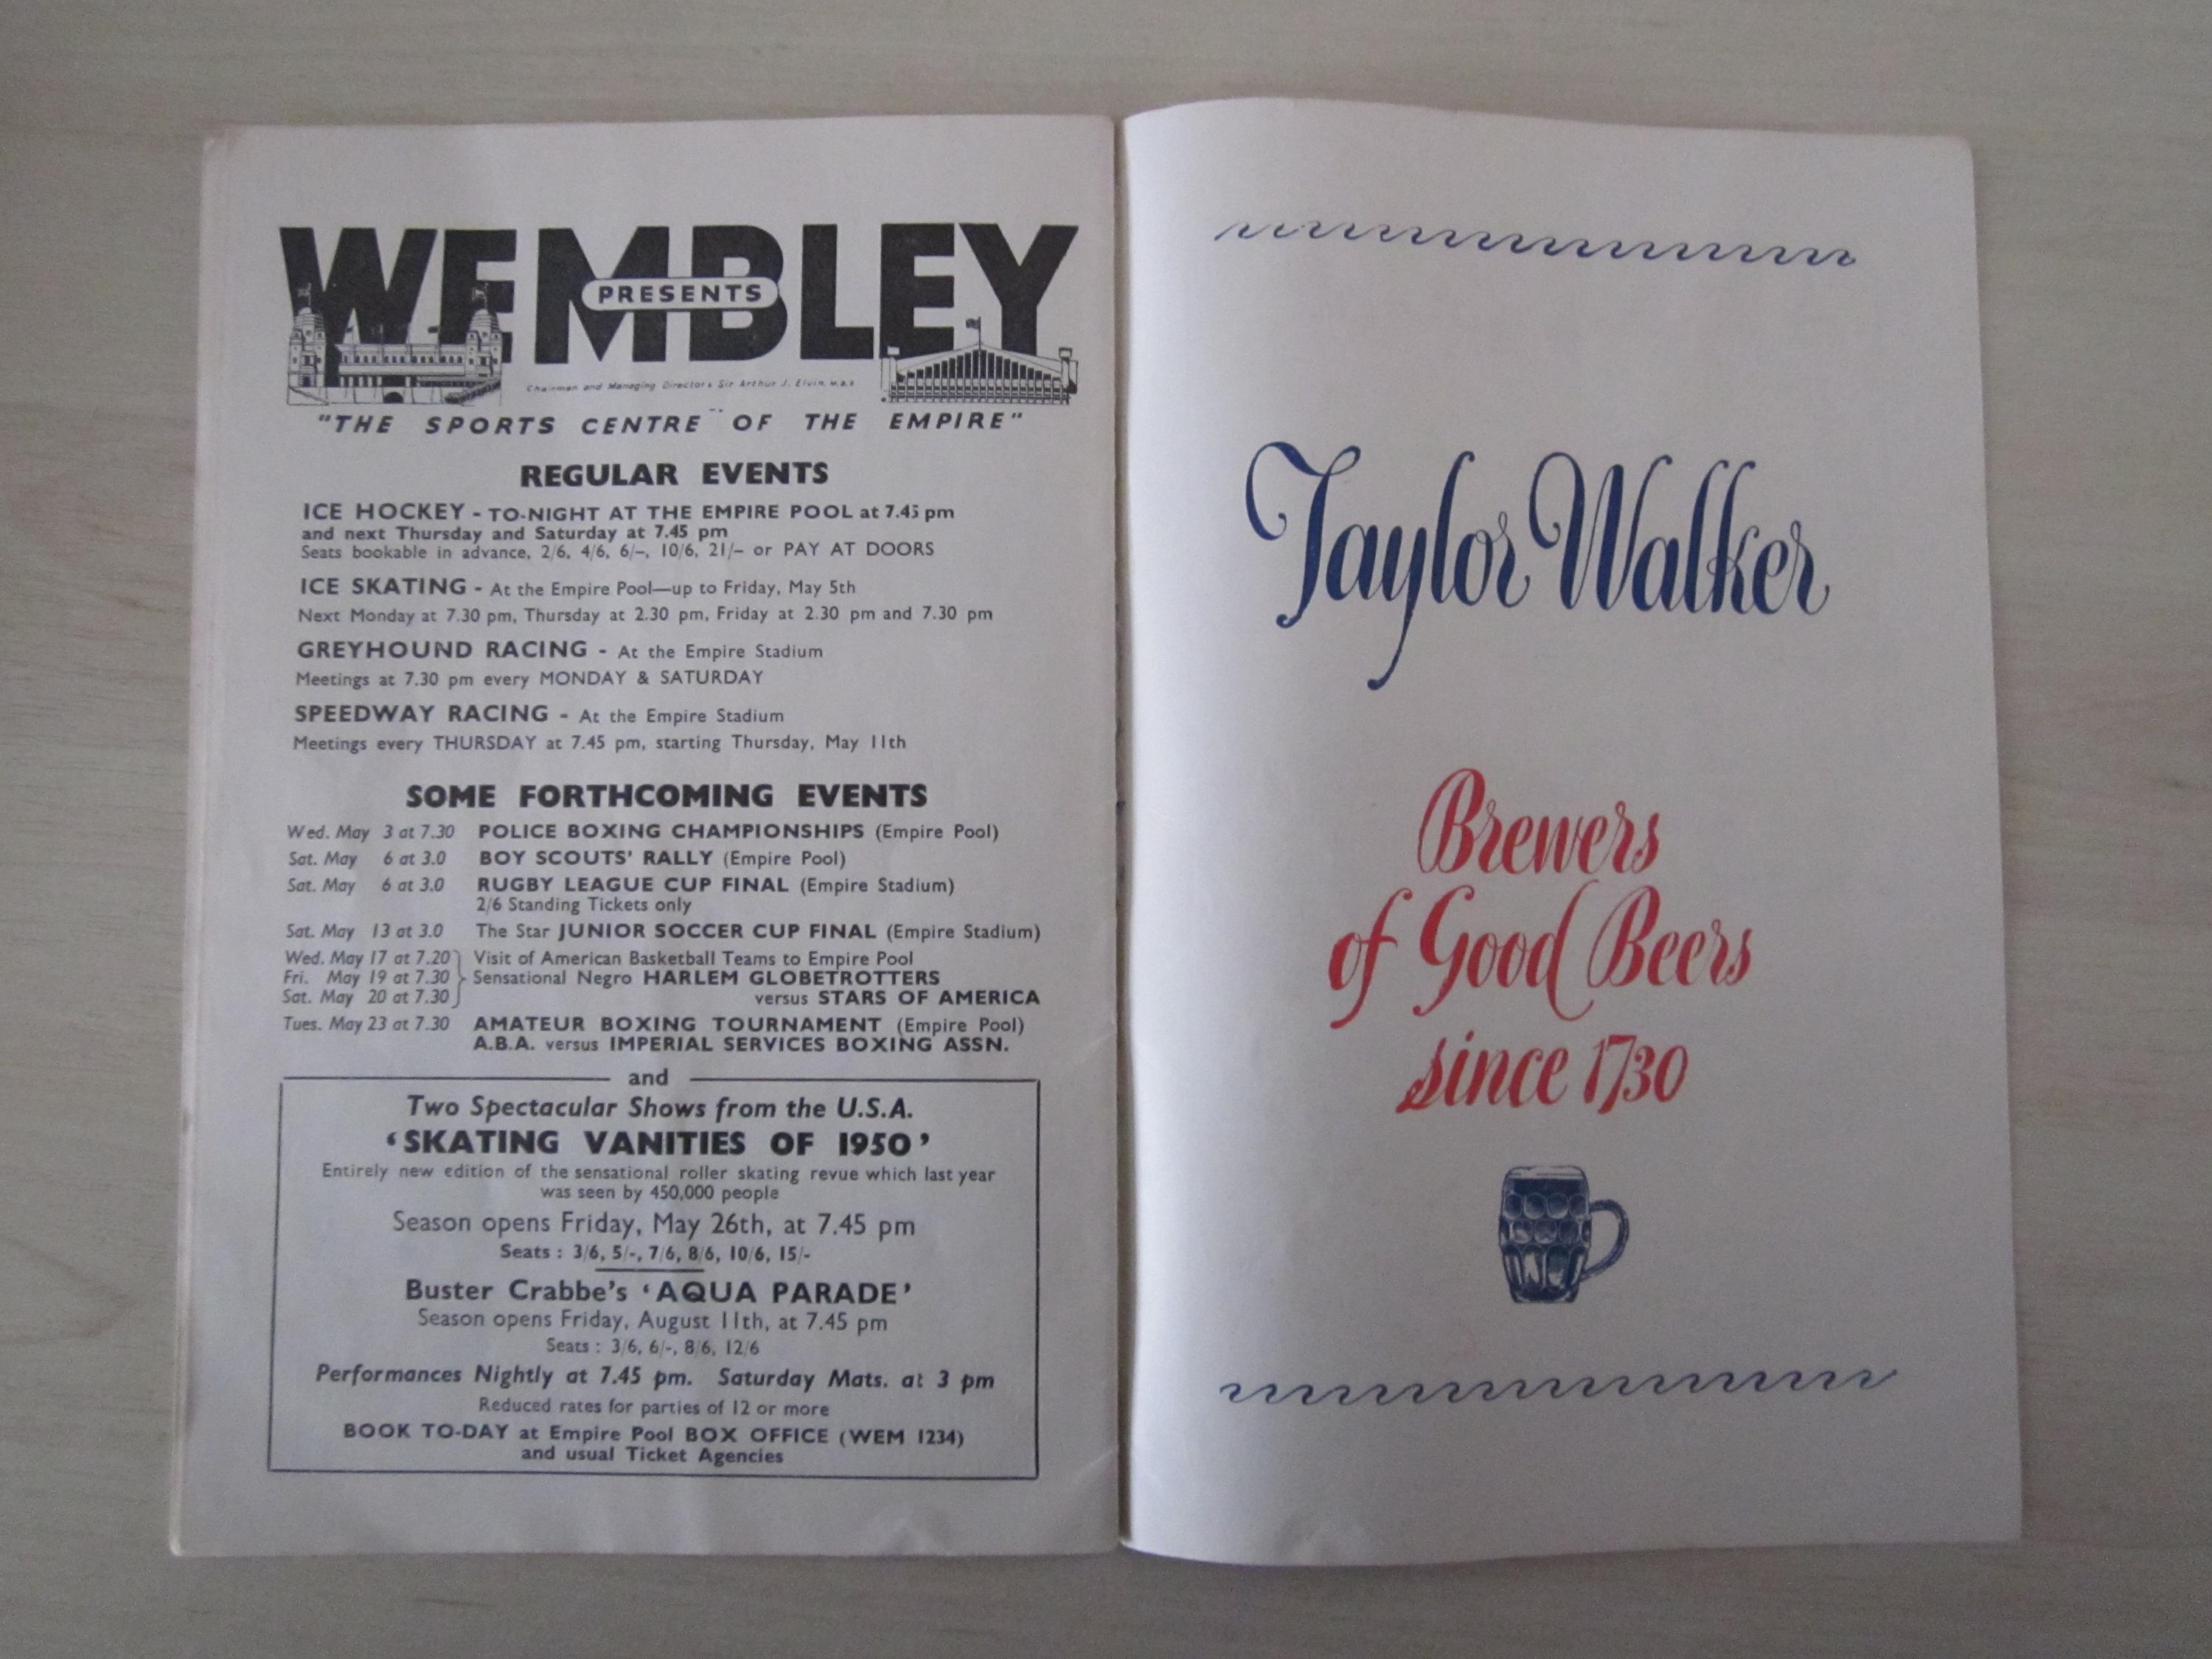 WEMBLEY
PRESENTS
Chairman and Managing Director: Sir Arthur J. Elvin, M.B.E
"THE SPORTS CENTRE OF THE EMPIRE"
REGULAR EVENTS
ICE HOCKEY - TO-NIGHT AT THE EMPIRE POOL at 7.45 pm
and next Thursday and Saturday at 7.45 pm
Seats bookable in advance, 2/6, 4/6, 6/-, 10/6, 21/- or PAY AT DOORS
ICE SKATING - At the Empire Pool—up to Friday, May 5th
Next Monday at 7.30 pm, Thursday at 2.30 pm, Friday at 2.30 pm and 7.30 pm
GREYHOUND RACING - At the Empire Stadium
Meetings at 7.30 pm every MONDAY & SATURDAY
SPEEDWAY RACING - At the Empire Stadium
Meetings every THURSDAY at 7.45 pm, starting Thursday, May 11th
SOME FORTHCOMING EVENTS
Wed. May 3 at 7.30 POLICE BOXING CHAMPIONSHIPS (Empire Pool)
Sat. May 6 at 3.0 BOY SCOUTS' RALLY (Empire Pool)
Sat. May 6 at 3.0 RUGBY LEAGUE CUP FINAL (Empire Stadium)
2/6 Standing Tickets only
Sat. May 13 at 3.0 The Star JUNIOR SOCCER CUP FINAL (Empire Stadium)
Wed. May 17 at 7.20 Visit of American Basketball Teams to Empire Pool
Fri. May 19 at 7.30 Sensational Negro HARLEM GLOBETROTTERS
Sat. May 20 at 7.30 versus STARS OF AMERICA
Tues. May 23 at 7.30 AMATEUR BOXING TOURNAMENT (Empire Pool)
A.B.A. versus IMPERIAL SERVICES BOXING ASSN.
and
Two Spectacular Shows from the U.S.A.
'SKATING VANITIES OF 1950'
Entirely new edition of the sensational roller skating revue which last year
was seen by 450,000 people
Season opens Friday, May 26th, at 7.45 pm
Seats : 3/6, 5/-, 7/6, 8/6, 10/6, 15/-
Buster Crabbe's 'AQUA PARADE'
Season opens Friday, August 11th, at 7.45 pm
Seats : 3/6, 6/-, 8/6, 12/6
Performances Nightly at 7.45 pm. Saturday Mats. at 3 pm
Reduced rates for parties of 12 or more
BOOK TO-DAY at Empire Pool BOX OFFICE (WEM 1234)
and usual Ticket Agencies
Taylor Walker
Brewers
of Good Beers
since 1730